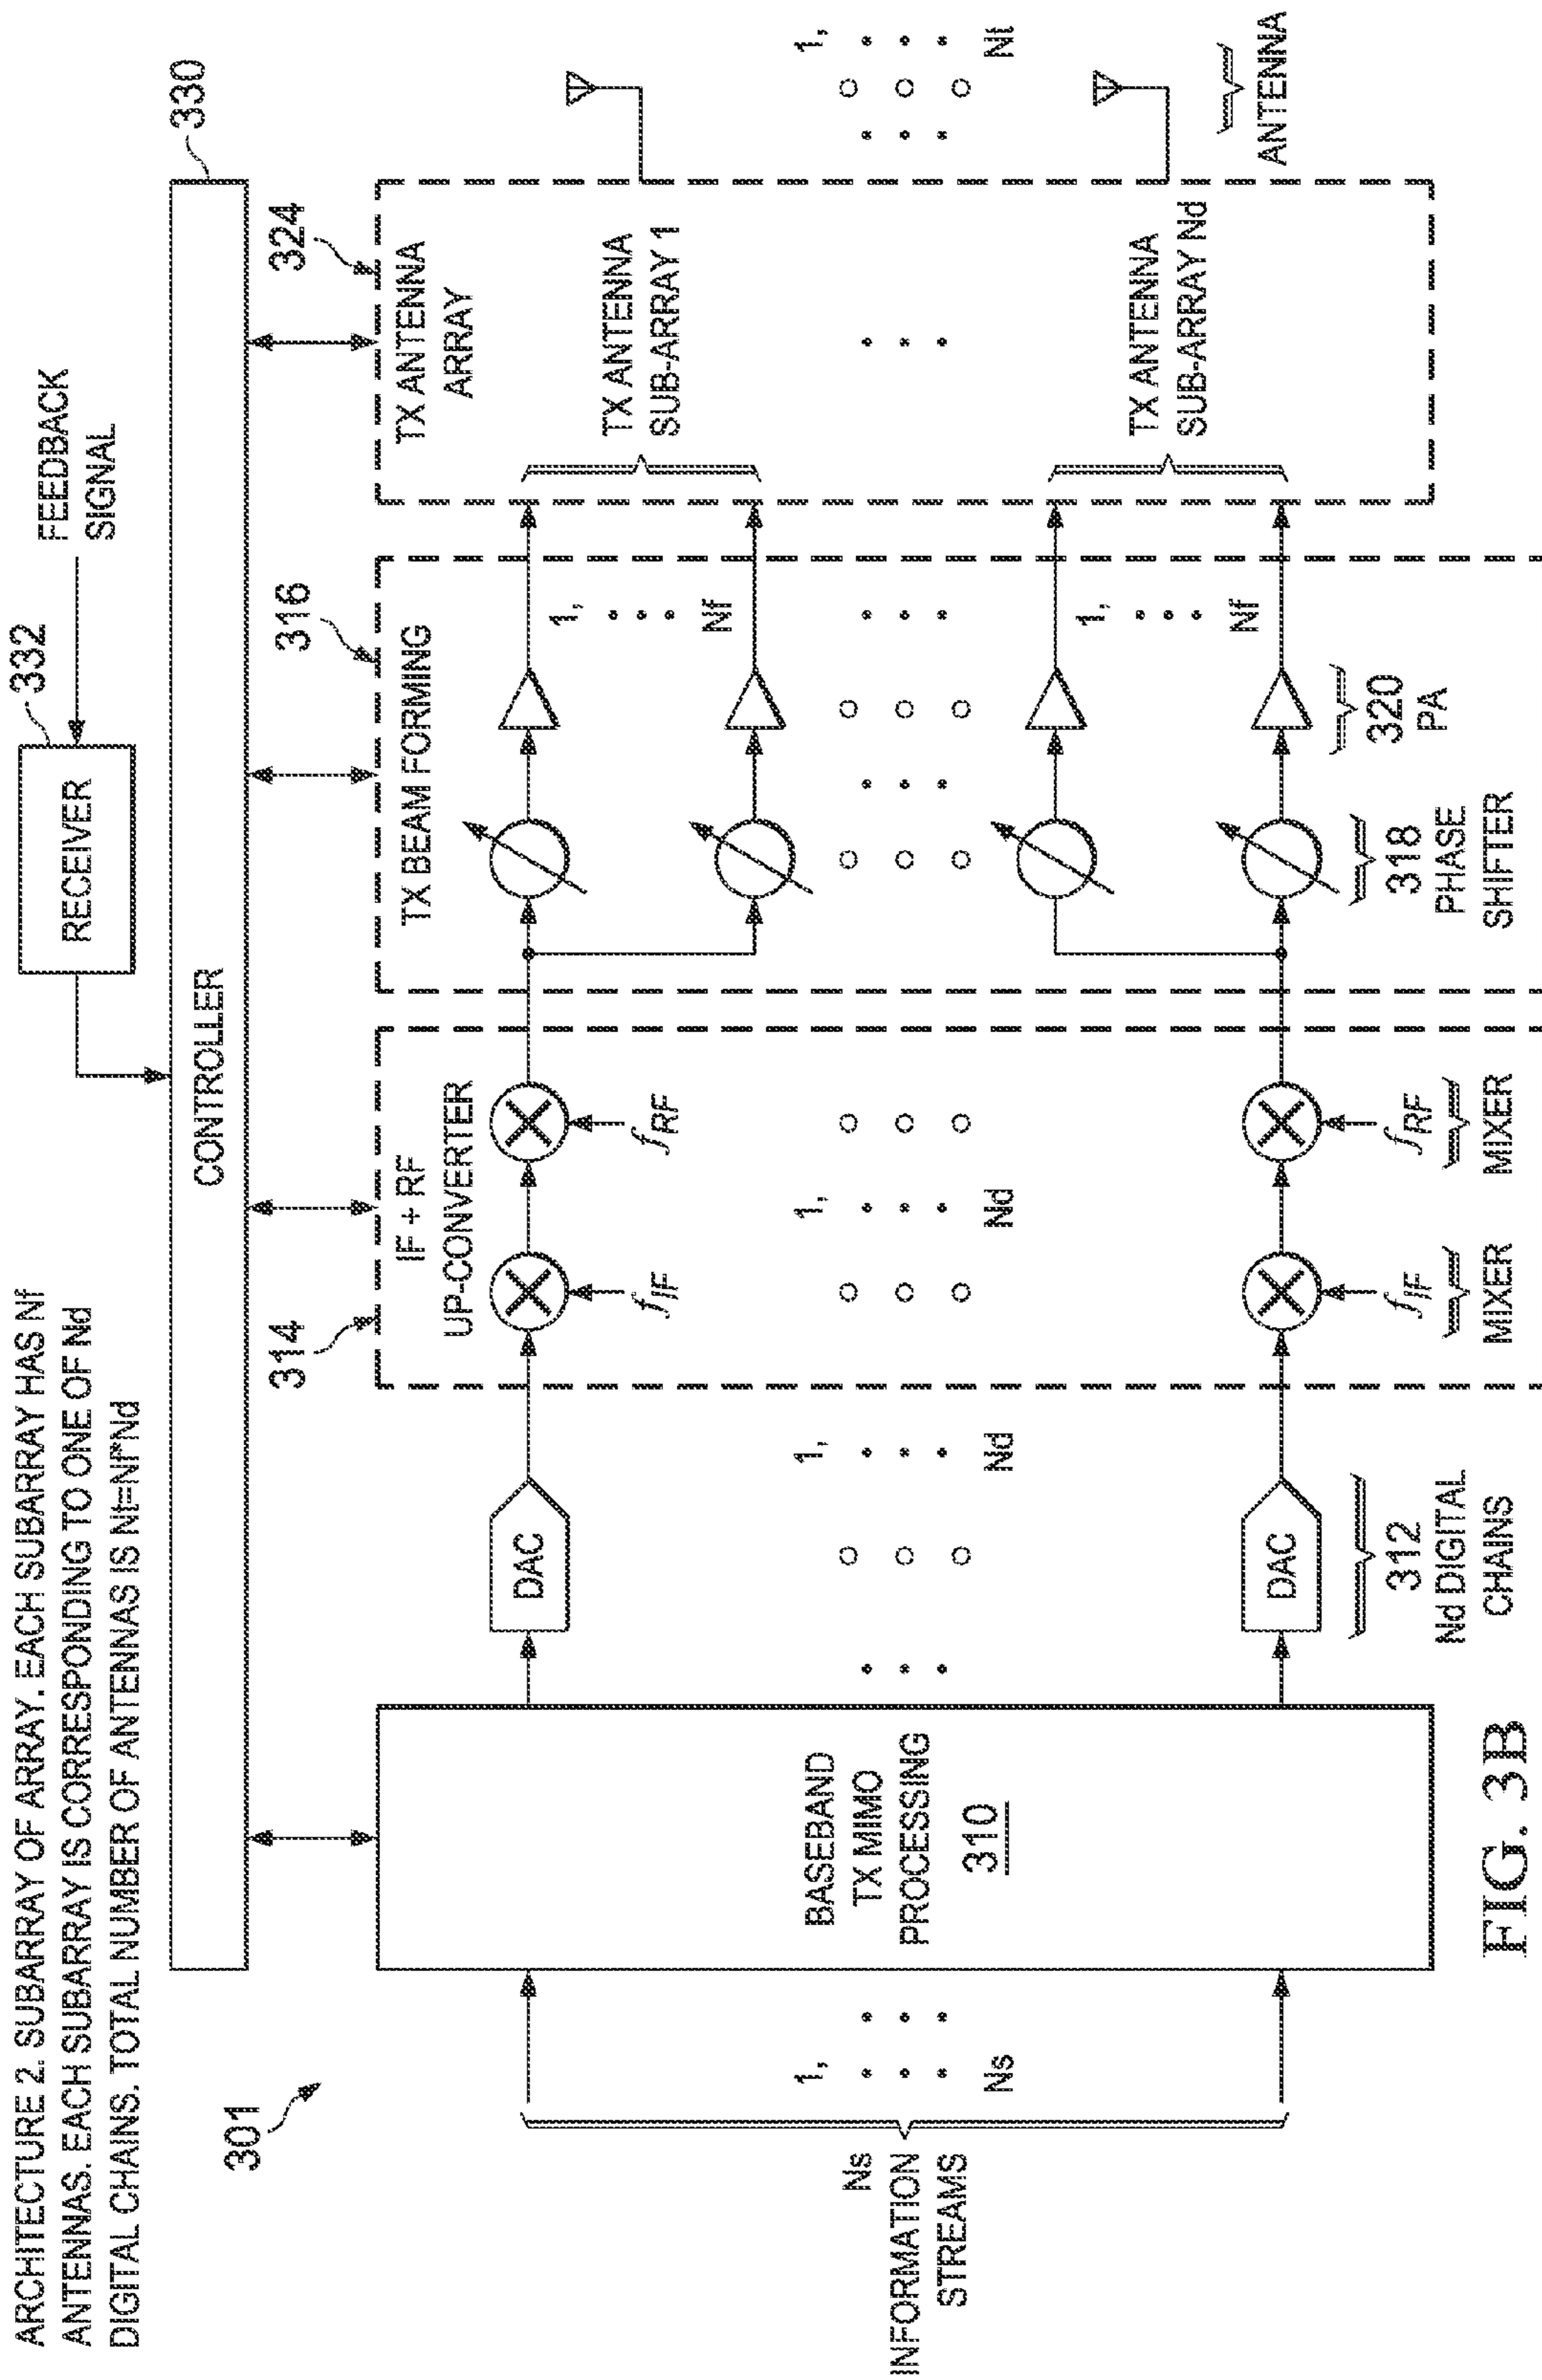 ARCHITECTURE 2. SUBARRAY OF ARRAY. EACH SUBARRAY HAS Nf
ANTENNAS. EACH SUBARRAY IS CORRESPONDING TO ONE OF Nd
DIGITAL CHAINS. TOTAL NUMBER OF ANTENNAS IS Nt=Nf*Nd
301
332
RECEIVER
FEEDBACK
SIGNAL
330
CONTROLLER
Ns
INFORMATION
STREAMS
1,
Ns
BASEBAND
TX MIMO
PROCESSING
310
DAC
1,
Nd
DAC
312
Nd DIGITAL
CHAINS
314
IF + RF
UP-CONVERTER
fIF
fRF
1,
Nd
fIF
fRF
MIXER
MIXER
316
TX BEAM FORMING
1,
Nf
1,
Nf
318
PHASE
SHIFTER
320
PA
324
TX ANTENNA
ARRAY
TX ANTENNA
SUB-ARRAY 1
TX ANTENNA
SUB-ARRAY Nd
1,
Nt
ANTENNA
FIG. 3B